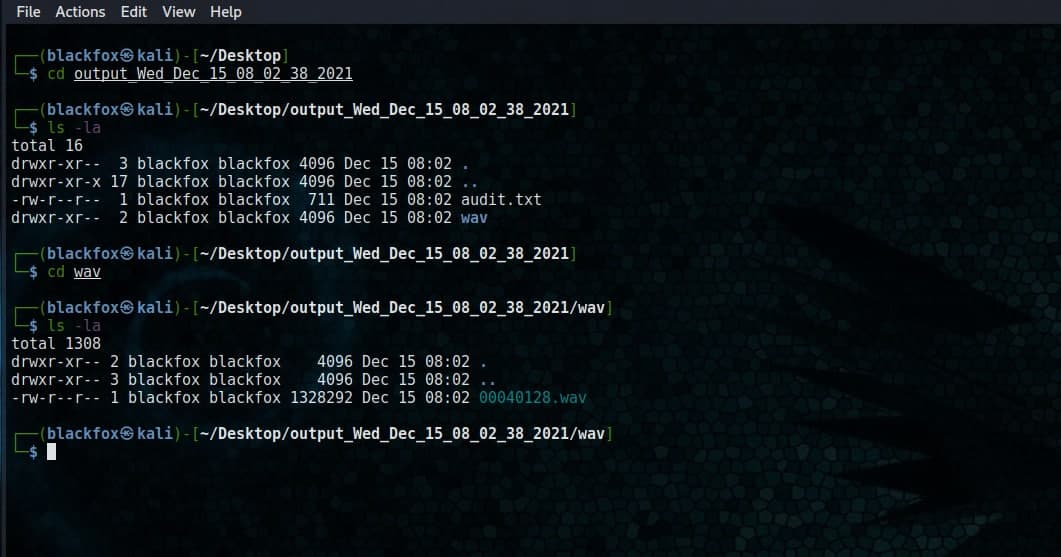 File Actions Edit View Help
┌──(blackfox㉿kali)-[~/Desktop]
└─$ cd output_Wed_Dec_15_08_02_38_2021
┌──(blackfox㉿kali)-[~/Desktop/output_Wed_Dec_15_08_02_38_2021]
└─$ ls -la
total 16
drwxr-xr--  3 blackfox blackfox 4096 Dec 15 08:02 .
drwxr-xr-x 17 blackfox blackfox 4096 Dec 15 08:02 ..
-rw-r--r--  1 blackfox blackfox  711 Dec 15 08:02 audit.txt
drwxr-xr--  2 blackfox blackfox 4096 Dec 15 08:02 wav
┌──(blackfox㉿kali)-[~/Desktop/output_Wed_Dec_15_08_02_38_2021]
└─$ cd wav
┌──(blackfox㉿kali)-[~/Desktop/output_Wed_Dec_15_08_02_38_2021/wav]
└─$ ls -la
total 1308
drwxr-xr-- 2 blackfox blackfox    4096 Dec 15 08:02 .
drwxr-xr-- 3 blackfox blackfox    4096 Dec 15 08:02 ..
-rw-r--r-- 1 blackfox blackfox 1328292 Dec 15 08:02 00040128.wav
┌──(blackfox㉿kali)-[~/Desktop/output_Wed_Dec_15_08_02_38_2021/wav]
└─$